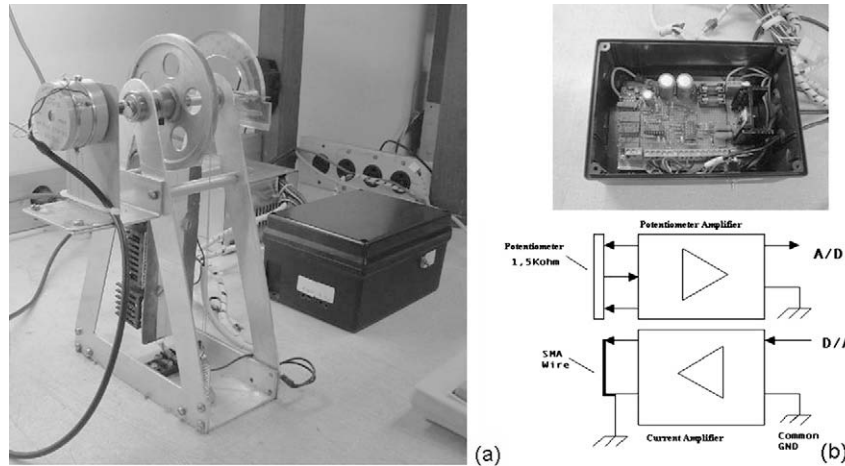 (a)
Potentiometer Amplifier
Potentiometer
1,5Kohm
A/D
SMA
Wire
D/A
Current Amplifier
Common
GND
(b)